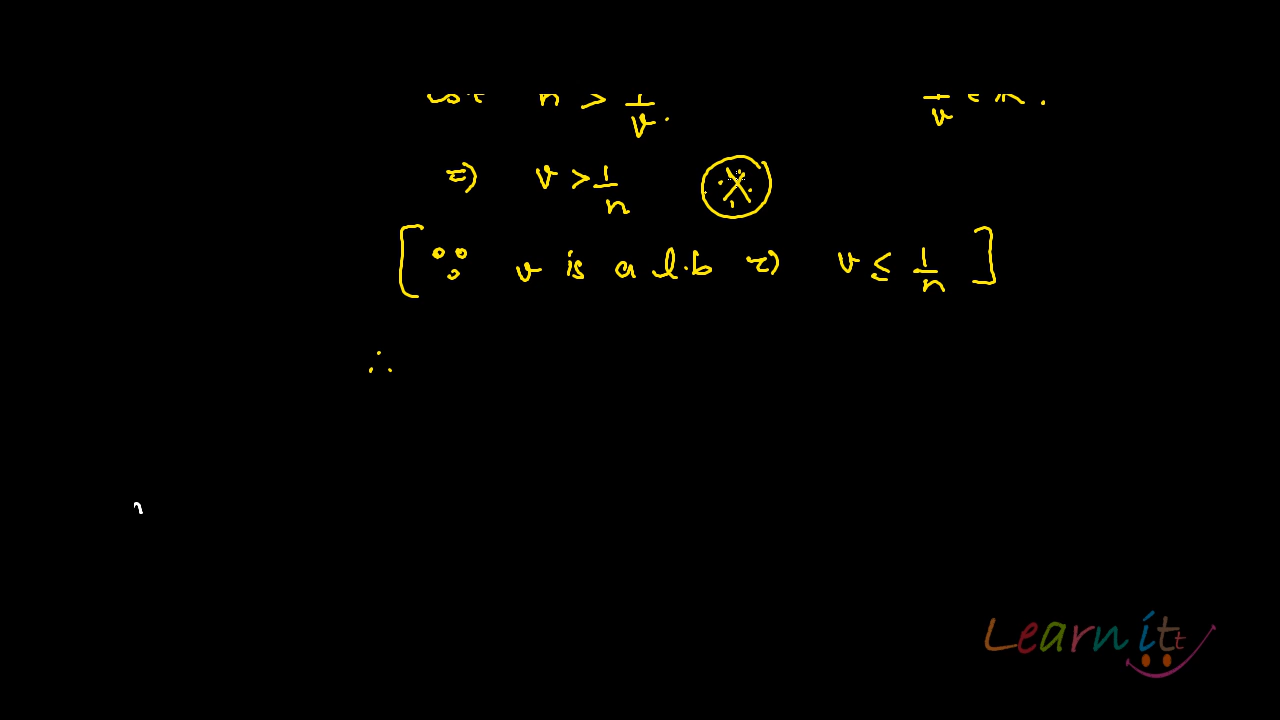 n > 1/v. 1/v ∈ R.
⇒ v > 1/n
[ ∵ v is a l.b ⇒ v ≤ 1/n ]
∴
Learnitt